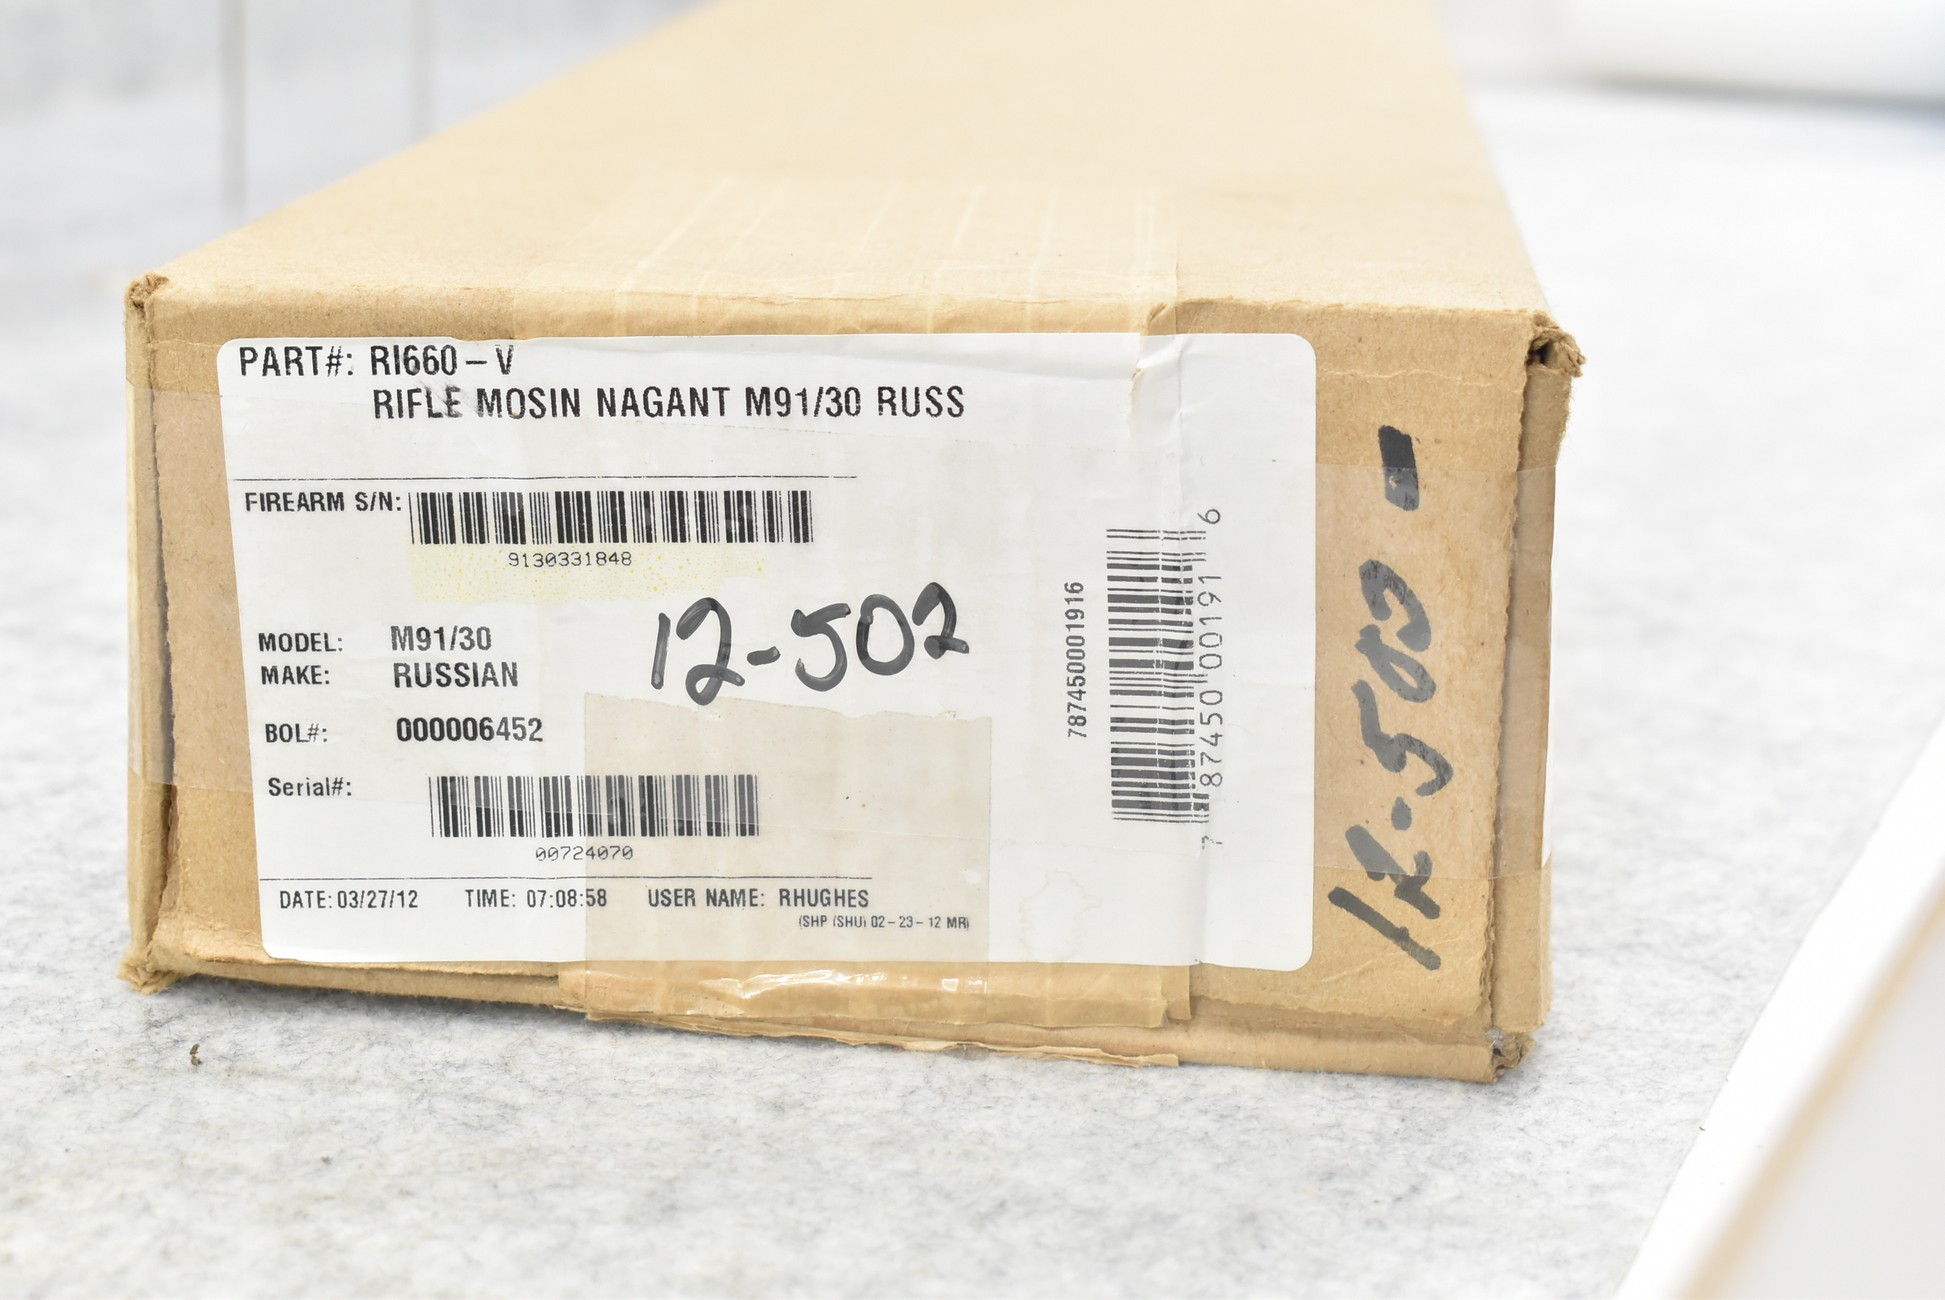 PART#: RI660-V
RIFLE MOSIN NAGANT M91/30 RUSS
FIREARM S/N:
9130331848
MODEL: M91/30
MAKE: RUSSIAN
12-502
BOL#: 000006452
Serial#:
00724070
DATE: 03/27/12 TIME: 07:08:58 USER NAME: RHUGHES
(SHP (SHU) 02-23-12 MR)
787450001916
7 87450 00191 6
12-502